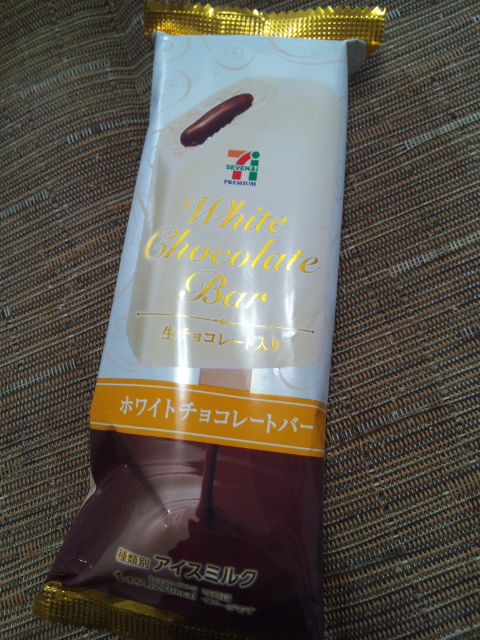 7i
SEVEN&i
PREMIUM
White
Chocolate
Bar
生チョコレート入り
ホワイトチョコレートバー
種類別 アイスミルク